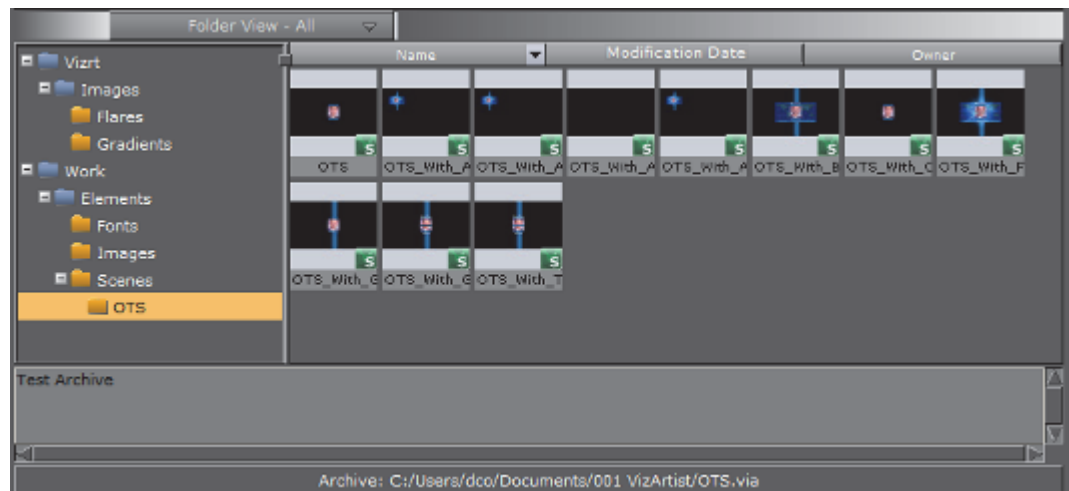 Folder View - All
Name Modification Date Owner
Vizrt
Images
Flares
Gradients
Work
Elements
Fonts
Images
Scenes
OTS
S S S S S S S S
OTS OTS_With_A OTS_With_A OTS_With_A OTS_With_A OTS_With_B OTS_With_C OTS_With_F
S S S
OTS_With_G OTS_With_G OTS_With_T
Test Archive
Archive: C:/Users/dco/Documents/001 VizArtist/OTS.via